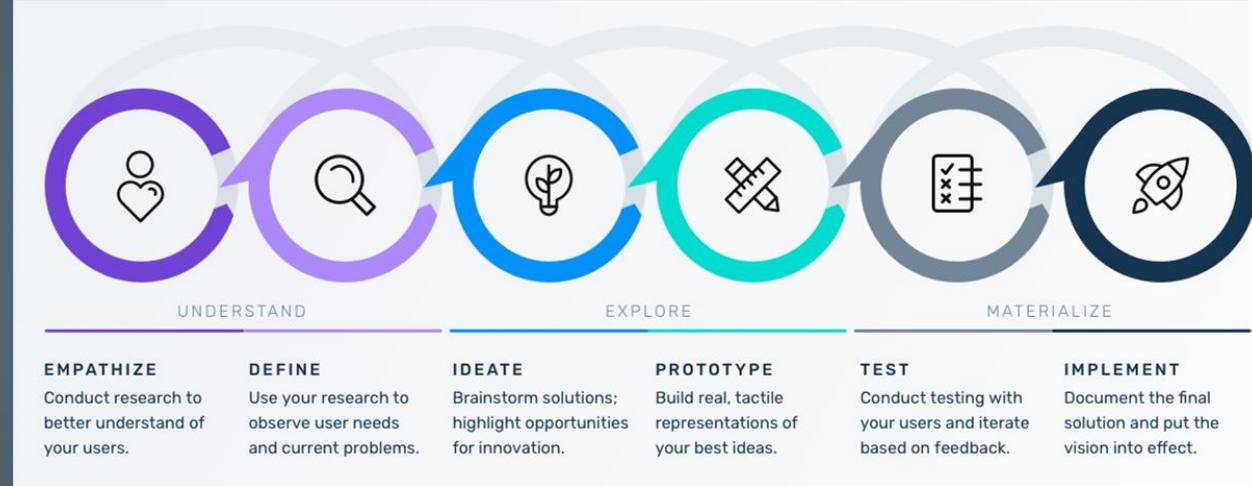 UNDERSTAND
EMPATHIZE
Conduct research to
better understand of
your users.
DEFINE
Use your research to
observe user needs
and current problems.
EXPLORE
IDEATE
Brainstorm solutions;
highlight opportunities
for innovation.
PROTOTYPE
Build real, tactile
representations of
your best ideas.
MATERIALIZE
TEST
Conduct testing with
your users and iterate
based on feedback.
IMPLEMENT
Document the final
solution and put the
vision into effect.